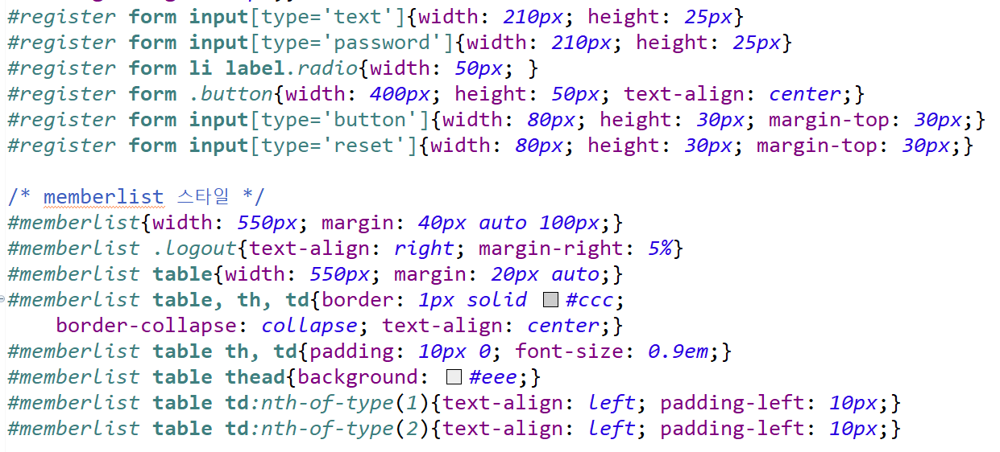 #register form input[type='text']{width: 210px; height: 25px}
#register form input[type='password']{width: 210px; height: 25px}
#register form li label.radio{width: 50px; }
#register form .button{width: 400px; height: 50px; text-align: center;}
#register form input[type='button']{width: 80px; height: 30px; margin-top: 30px;}
#register form input[type='reset']{width: 80px; height: 30px; margin-top: 30px;}
/* memberlist 스타일 */
#memberlist{width: 550px; margin: 40px auto 100px;}
#memberlist .logout{text-align: right; margin-right: 5%}
#memberlist table{width: 550px; margin: 20px auto;}
#memberlist table, th, td{border: 1px solid #ccc;
border-collapse: collapse; text-align: center;}
#memberlist table th, td{padding: 10px 0; font-size: 0.9em;}
#memberlist table thead{background: #eee;}
#memberlist table td:nth-of-type(1){text-align: left; padding-left: 10px;}
#memberlist table td:nth-of-type(2){text-align: left; padding-left: 10px;}